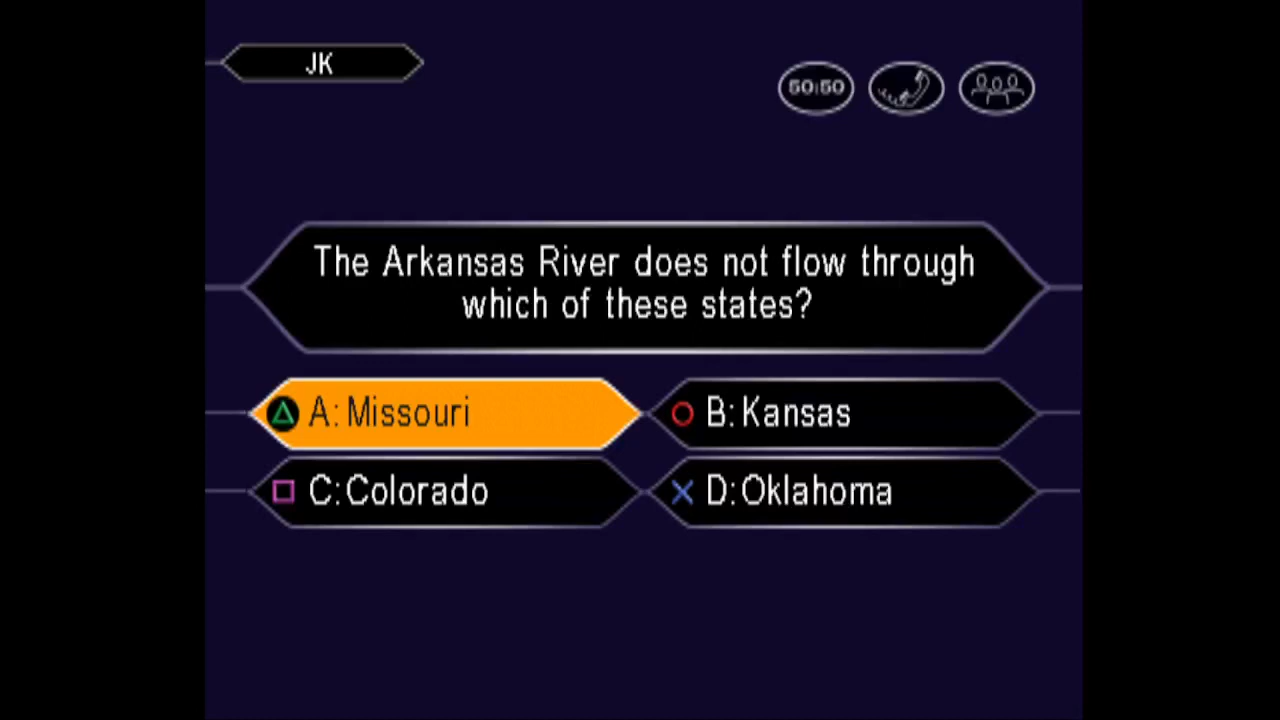 JK
50:50
The Arkansas River does not flow through
which of these states?
A: Missouri
B: Kansas
C: Colorado
D: Oklahoma